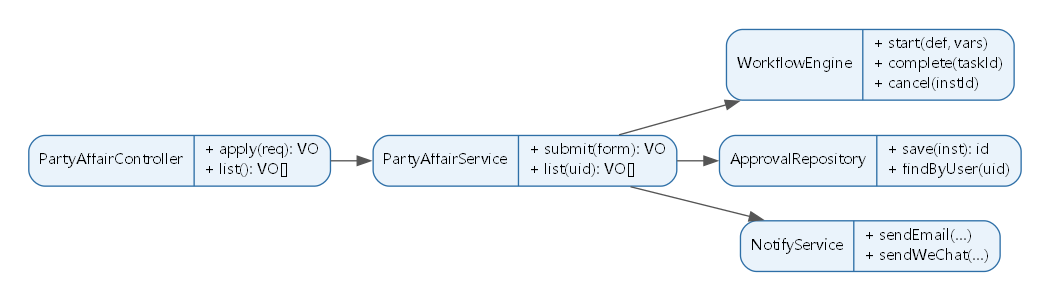 PartyAffairController
+ apply(req): VO
+ list(): VO[]
PartyAffairService
+ submit(form): VO
+ list(uid): VO[]
WorkflowEngine
+ start(def, vars)
+ complete(taskId)
+ cancel(instId)
ApprovalRepository
+ save(inst): id
+ findByUser(uid)
NotifyService
+ sendEmail(...)
+ sendWeChat(...)